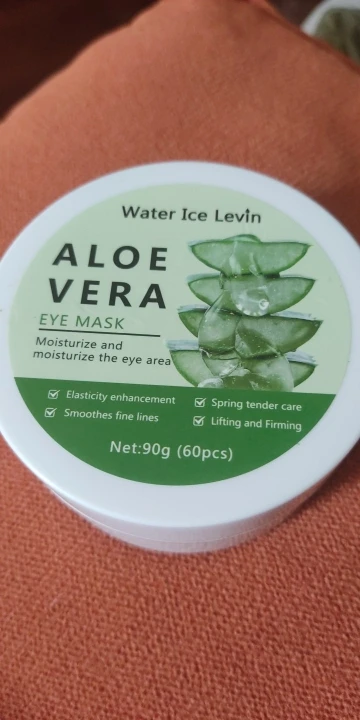 Water Ice Levin
ALOE
VERA
EYE MASK
Moisturize and
moisturize the eye area
Elasticity enhancement
Spring tender care
Smoothes fine lines
Lifting and Firming
Net:90g (60pcs)